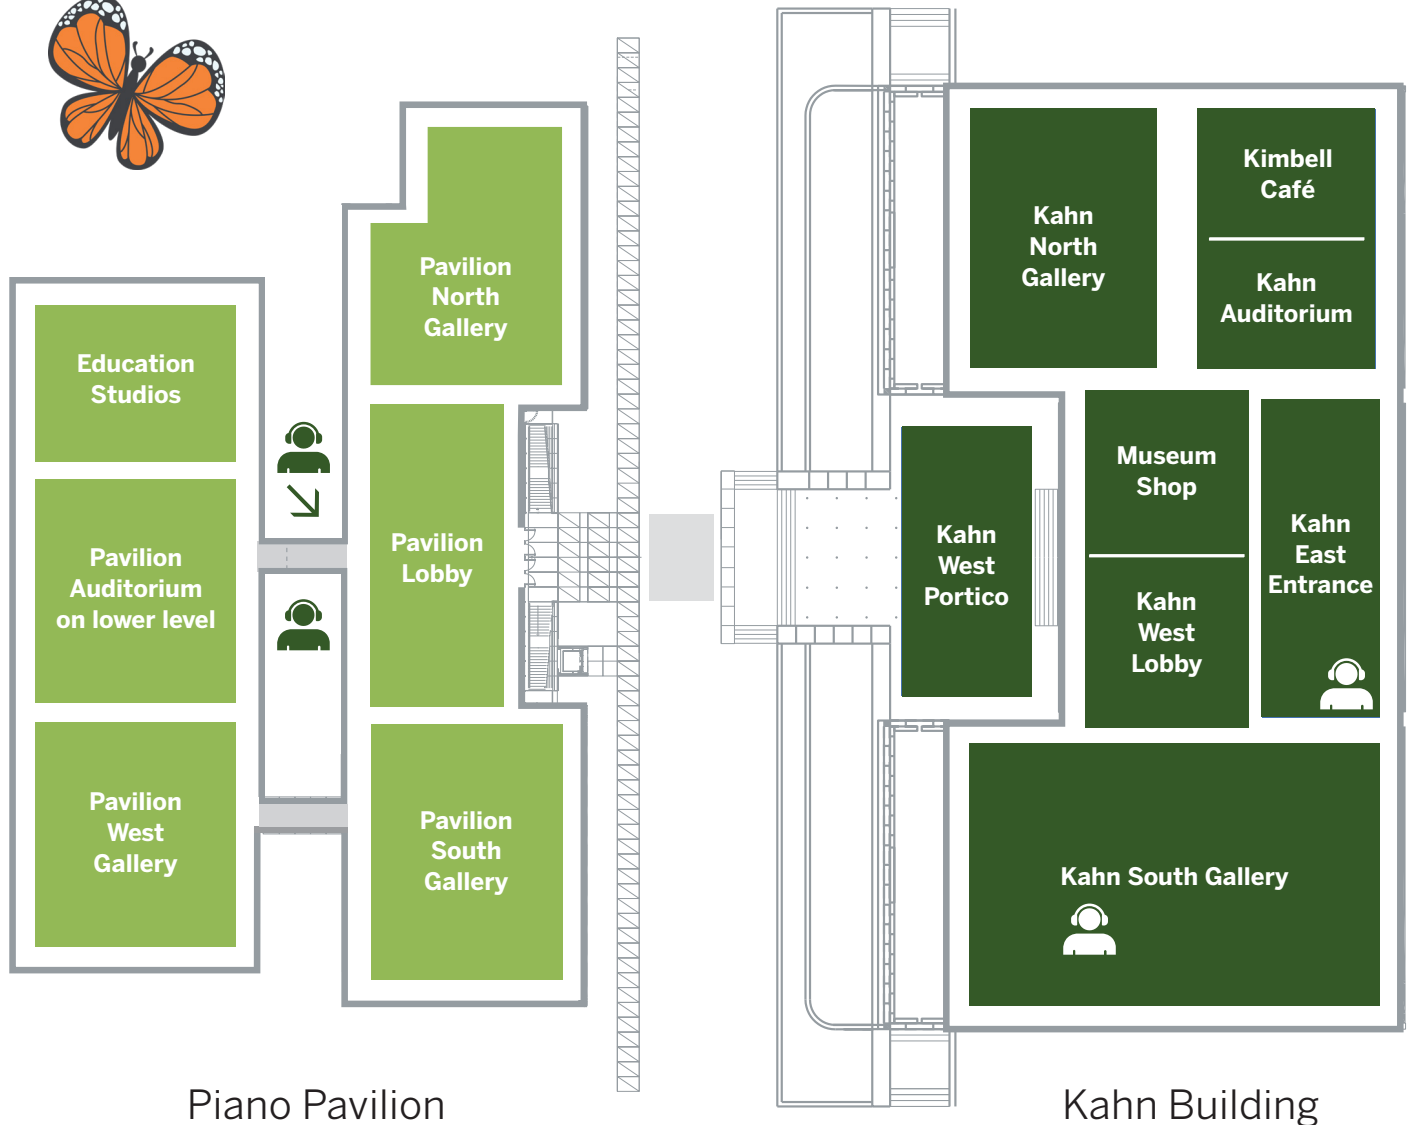 Pavilion
North
Gallery
Education
Studios
Pavilion
Auditorium
on lower level
Pavilion
Lobby
Pavilion
West
Gallery
Pavilion
South
Gallery
Piano Pavilion
Kahn
North
Gallery
Kimbell
Café
Kahn
Auditorium
Museum
Shop
Kahn
West
Portico
Kahn
East
Entrance
Kahn
West
Lobby
Kahn South Gallery
Kahn Building